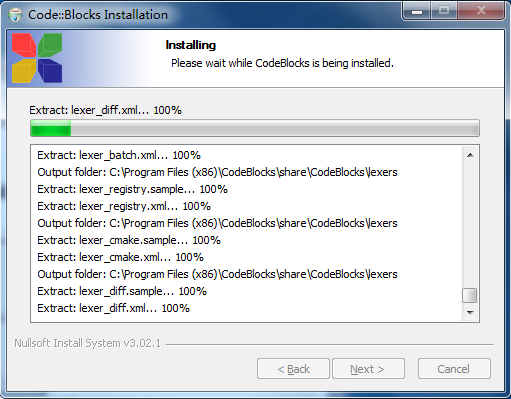 Code::Blocks Installation
Installing
Please wait while CodeBlocks is being installed.
Extract: lexer_diff.xml... 100%
Extract: lexer_batch.xml... 100%
Output folder: C:\Program Files (x86)\CodeBlocks\share\CodeBlocks\lexers
Extract: lexer_registry.sample... 100%
Extract: lexer_registry.xml... 100%
Output folder: C:\Program Files (x86)\CodeBlocks\share\CodeBlocks\lexers
Extract: lexer_cmake.sample... 100%
Extract: lexer_cmake.xml... 100%
Output folder: C:\Program Files (x86)\CodeBlocks\share\CodeBlocks\lexers
Extract: lexer_diff.sample... 100%
Extract: lexer_diff.xml... 100%
Nullsoft Install System v3.02.1
< Back Next > Cancel